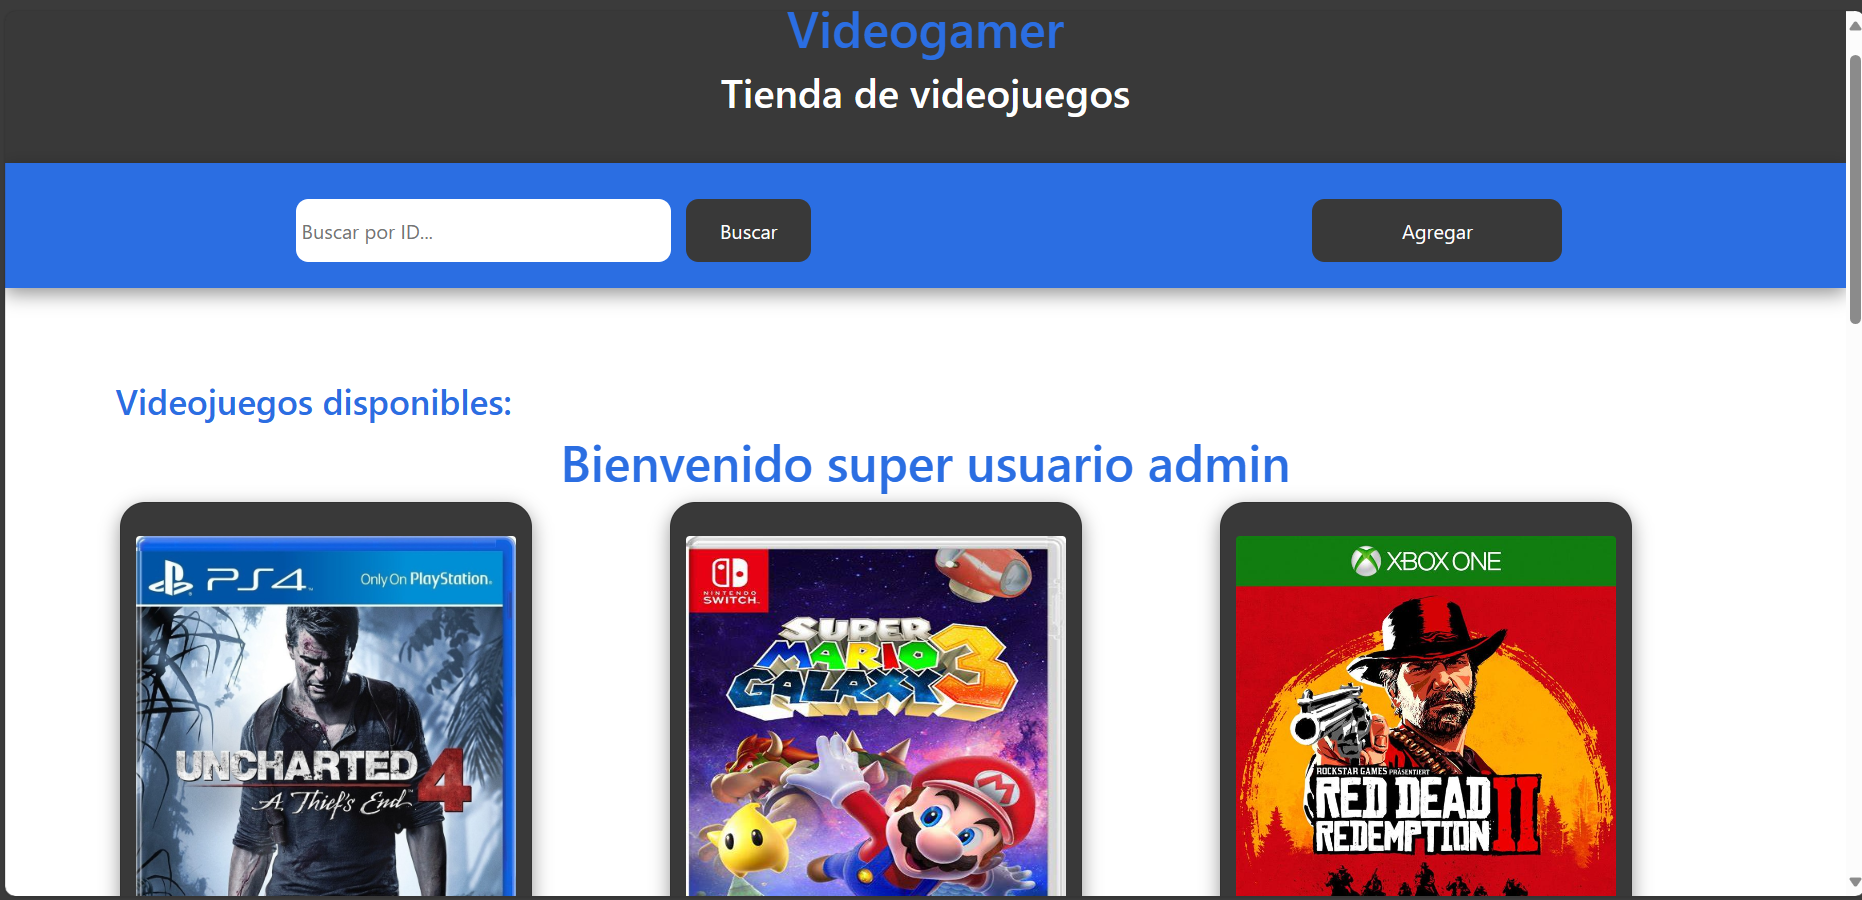 Videogamer
Tienda de videojuegos
Buscar por ID...
Buscar
Agregar
Videojuegos disponibles:
Bienvenido super usuario admin
PS4
Only On PlayStation.
UNCHARTED 4
A Thief's End
NINTENDO
SWITCH
SUPER
MARIO
GALAXY 3
XBOX ONE
ROCKSTAR GAMES PRÄSENTIERT
RED DEAD
REDEMPTION II